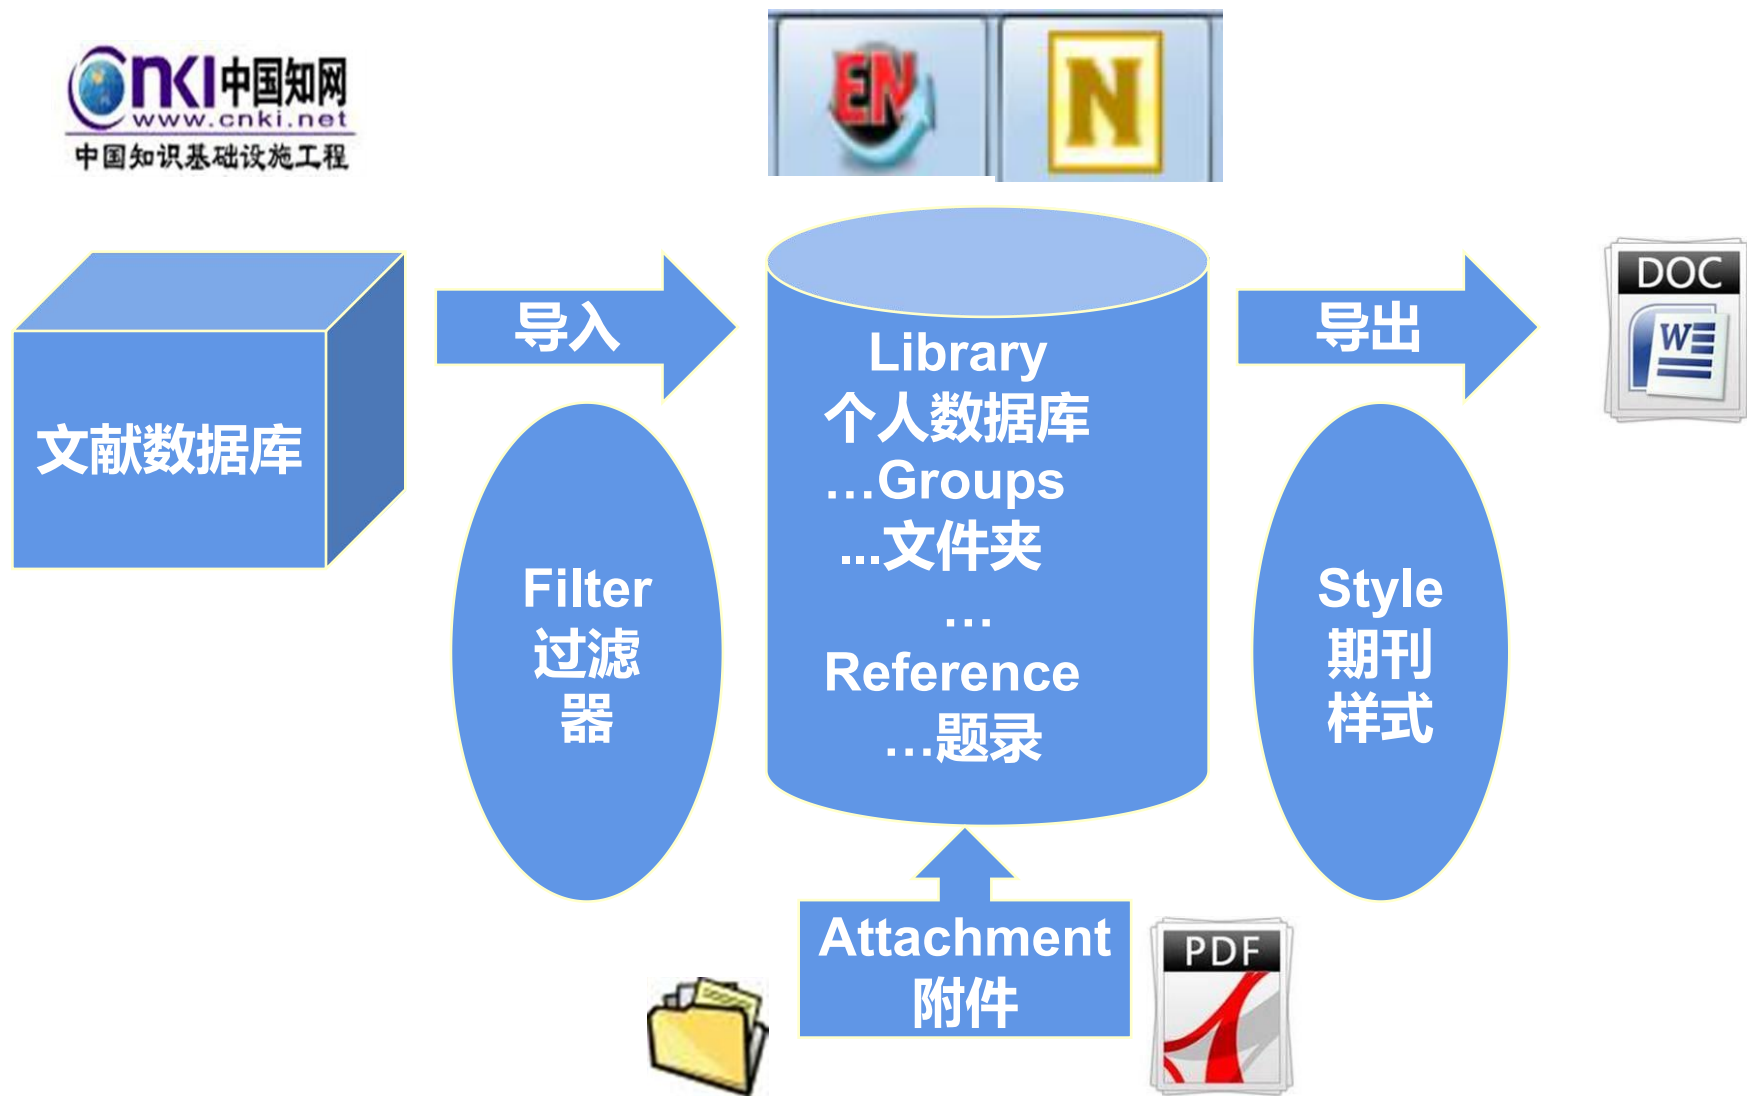 CNKI中国知网
www.cnki.net
中国知识基础设施工程
EN
N
文献数据库
导入
Filter
过滤
器
Library
个人数据库
…Groups
...文件夹
…
Reference
…题录
导出
Style
期刊
样式
DOC
W
Attachment
附件
PDF